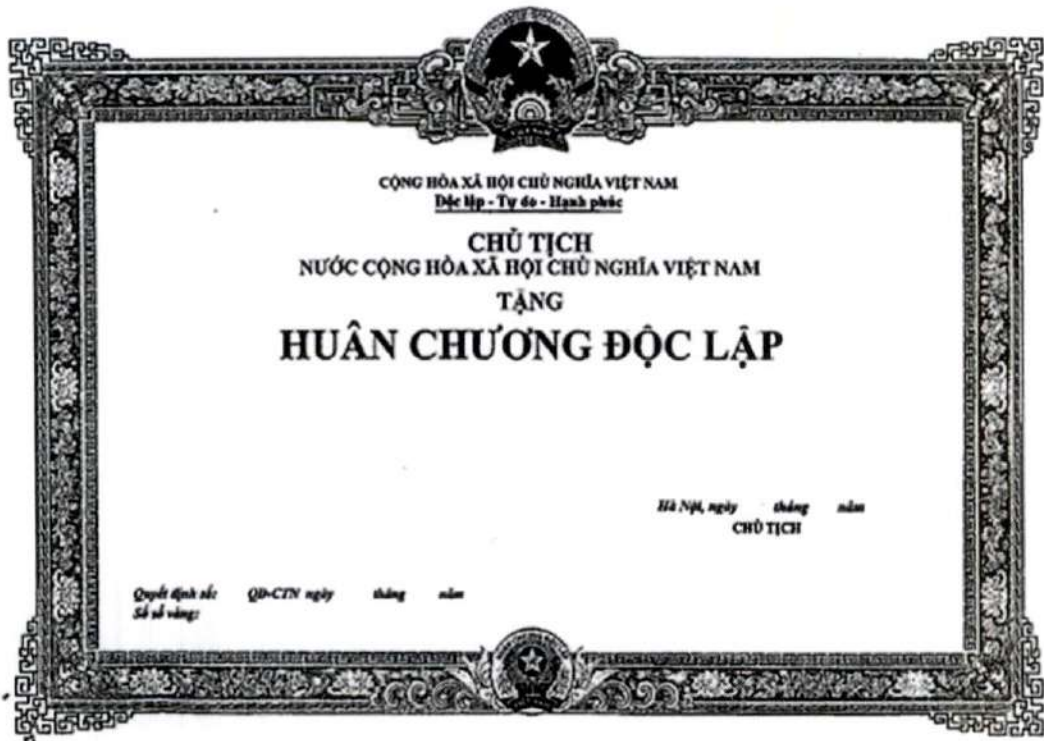 CỘNG HÒA XÃ HỘI CHỦ NGHĨA VIỆT NAM
Độc lập - Tự do - Hạnh phúc
CHỦ TỊCH
NƯỚC CỘNG HÒA XÃ HỘI CHỦ NGHĨA VIỆT NAM
TẶNG
HUÂN CHƯƠNG ĐỘC LẬP
Hà Nội, ngày tháng năm
CHỦ TỊCH
Quyết định số: QĐ-CTN ngày tháng năm
Số sổ vàng: